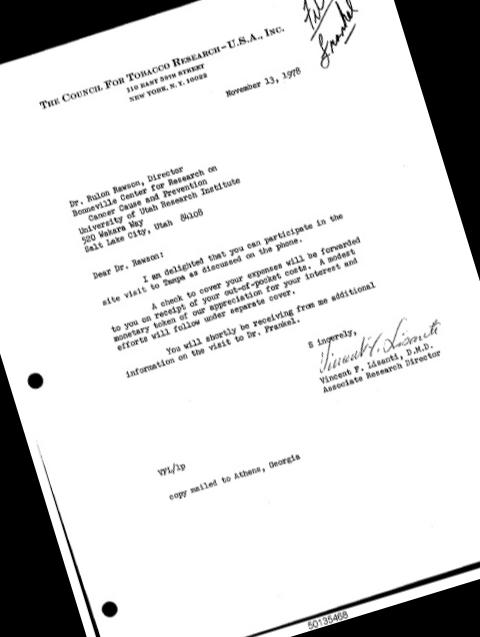 File
Frankel
THE COUNCIL FOR TOBACCO RESEARCH-U.S.A., INC.
110 EAST 59TH STREET
NEW YORK, N. Y. 10022
November 13, 1978
Dr. Rulon Rawson, Director
Bonneville Center for Research on
Cancer Cause and Prevention
University of Utah Research Institute
520 Wakara Way
Salt Lake City, Utah 84108
Dear Dr. Rawson:
I am delighted that you can participate in the
site visit to Tampa as discussed on the phone.
A check to cover your expenses will be forwarded
to you on receipt of your out-of-pocket costs. A modest
monetary token of our appreciation for your interest and
efforts will follow under separate cover.
You will shortly be receiving from me additional
information on the visit to Dr. Frankel.
S incerely,
Vincent F. Lisanti
Vincent F. Lisanti, D.M.D.
Associate Research Director
VFL/lp
copy mailed to Athens, Georgia
50135468